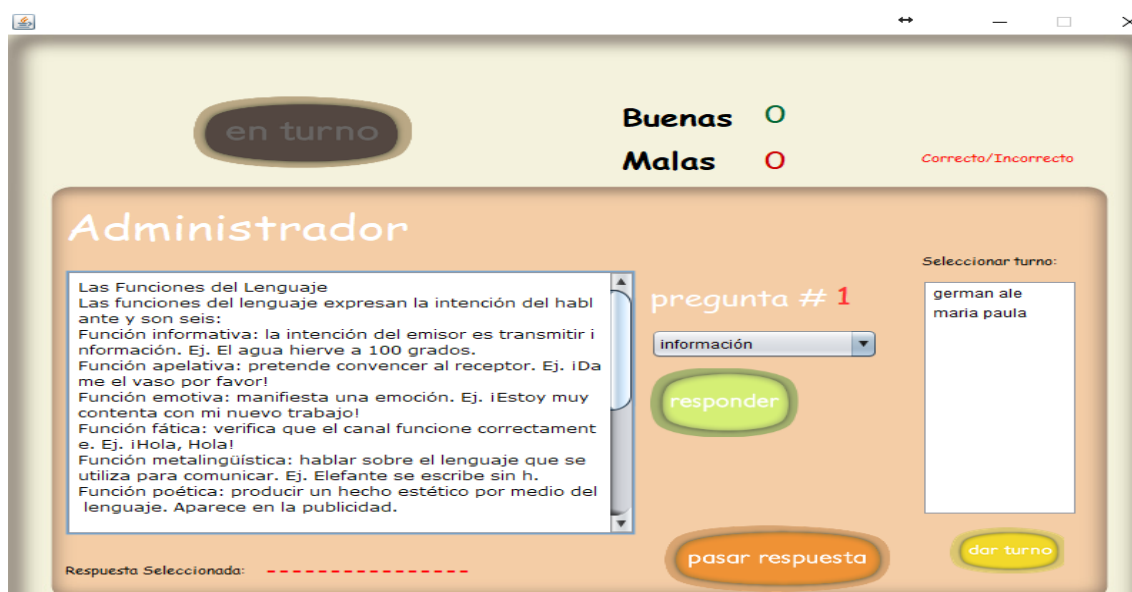 en turno
Buenas 0
Malas 0
Correcto/Incorrecto
Administrador
Seleccionar turno:
Las Funciones del Lenguaje
Las funciones del lenguaje expresan la intención del habl
ante y son seis:
Función informativa: la intención del emisor es transmitir i
nformación. Ej. El agua hierve a 100 grados.
Función apelativa: pretende convencer al receptor. Ej. ¡Da
me el vaso por favor!
Función emotiva: manifiesta una emoción. Ej. ¡Estoy muy
contenta con mi nuevo trabajo!
Función fática: verifica que el canal funcione correctament
e. Ej. ¡Hola, Hola!
Función metalingüística: hablar sobre el lenguaje que se
utiliza para comunicar. Ej. Elefante se escribe sin h.
Función poética: producir un hecho estético por medio del
lenguaje. Aparece en la publicidad.
pregunta # 1
información
responder
german ale
maria paula
pasar respuesta
dar turno
Respuesta Seleccionada: ----------------